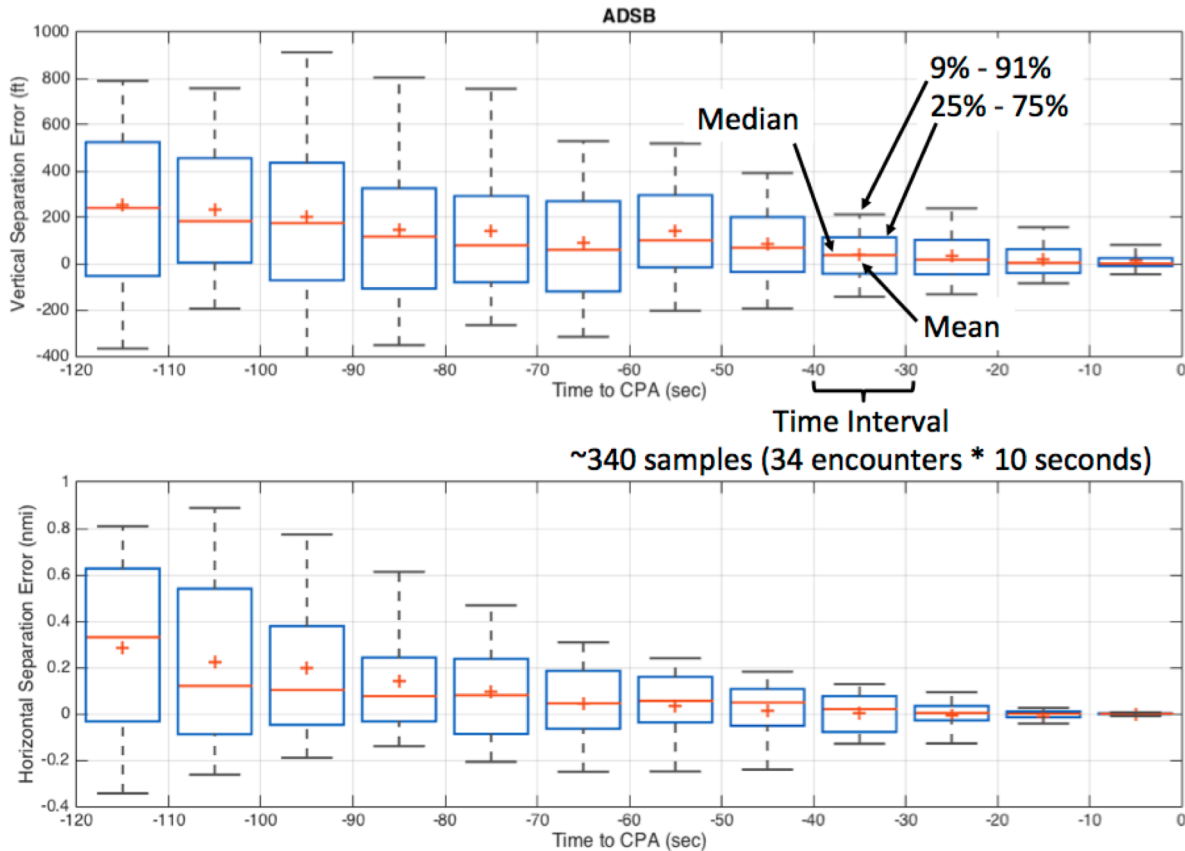 ADSB
Vertical Separation Error (ft)
1000
800
600
400
200
0
-200
-400
9% - 91%
25% - 75%
Median
Mean
-120 -110 -100 -90 -80 -70 -60 -50 -40 -30 -20 -10 0
Time to CPA (sec)
Time Interval
~340 samples (34 encounters * 10 seconds)
Horizontal Separation Error (nmi)
1
0.8
0.6
0.4
0.2
0
-0.2
-0.4
-120 -110 -100 -90 -80 -70 -60 -50 -40 -30 -20 -10 0
Time to CPA (sec)